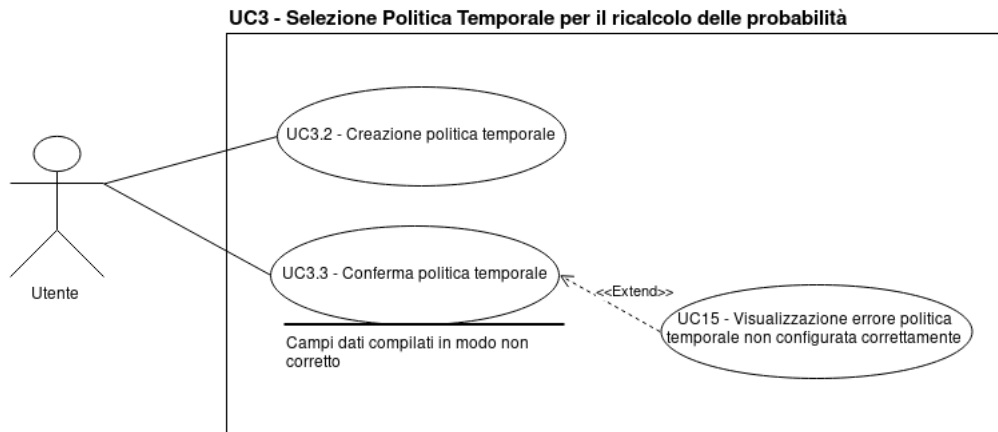 UC3 - Selezione Politica Temporale per il ricalcolo delle probabilità
UC3.2 - Creazione politica temporale
UC3.3 - Conferma politica temporale
Utente
<<Extend>>
UC15 - Visualizzazione errore politica
temporale non configurata correttamente
Campi dati compilati in modo non
corretto